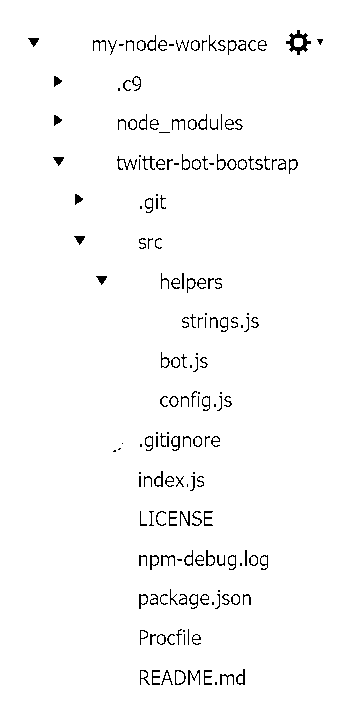 my-node-workspace
.c9
node_modules
twitter-bot-bootstrap
.git
src
helpers
strings.js
bot.js
config.js
.gitignore
index.js
LICENSE
npm-debug.log
package.json
Procfile
README.md